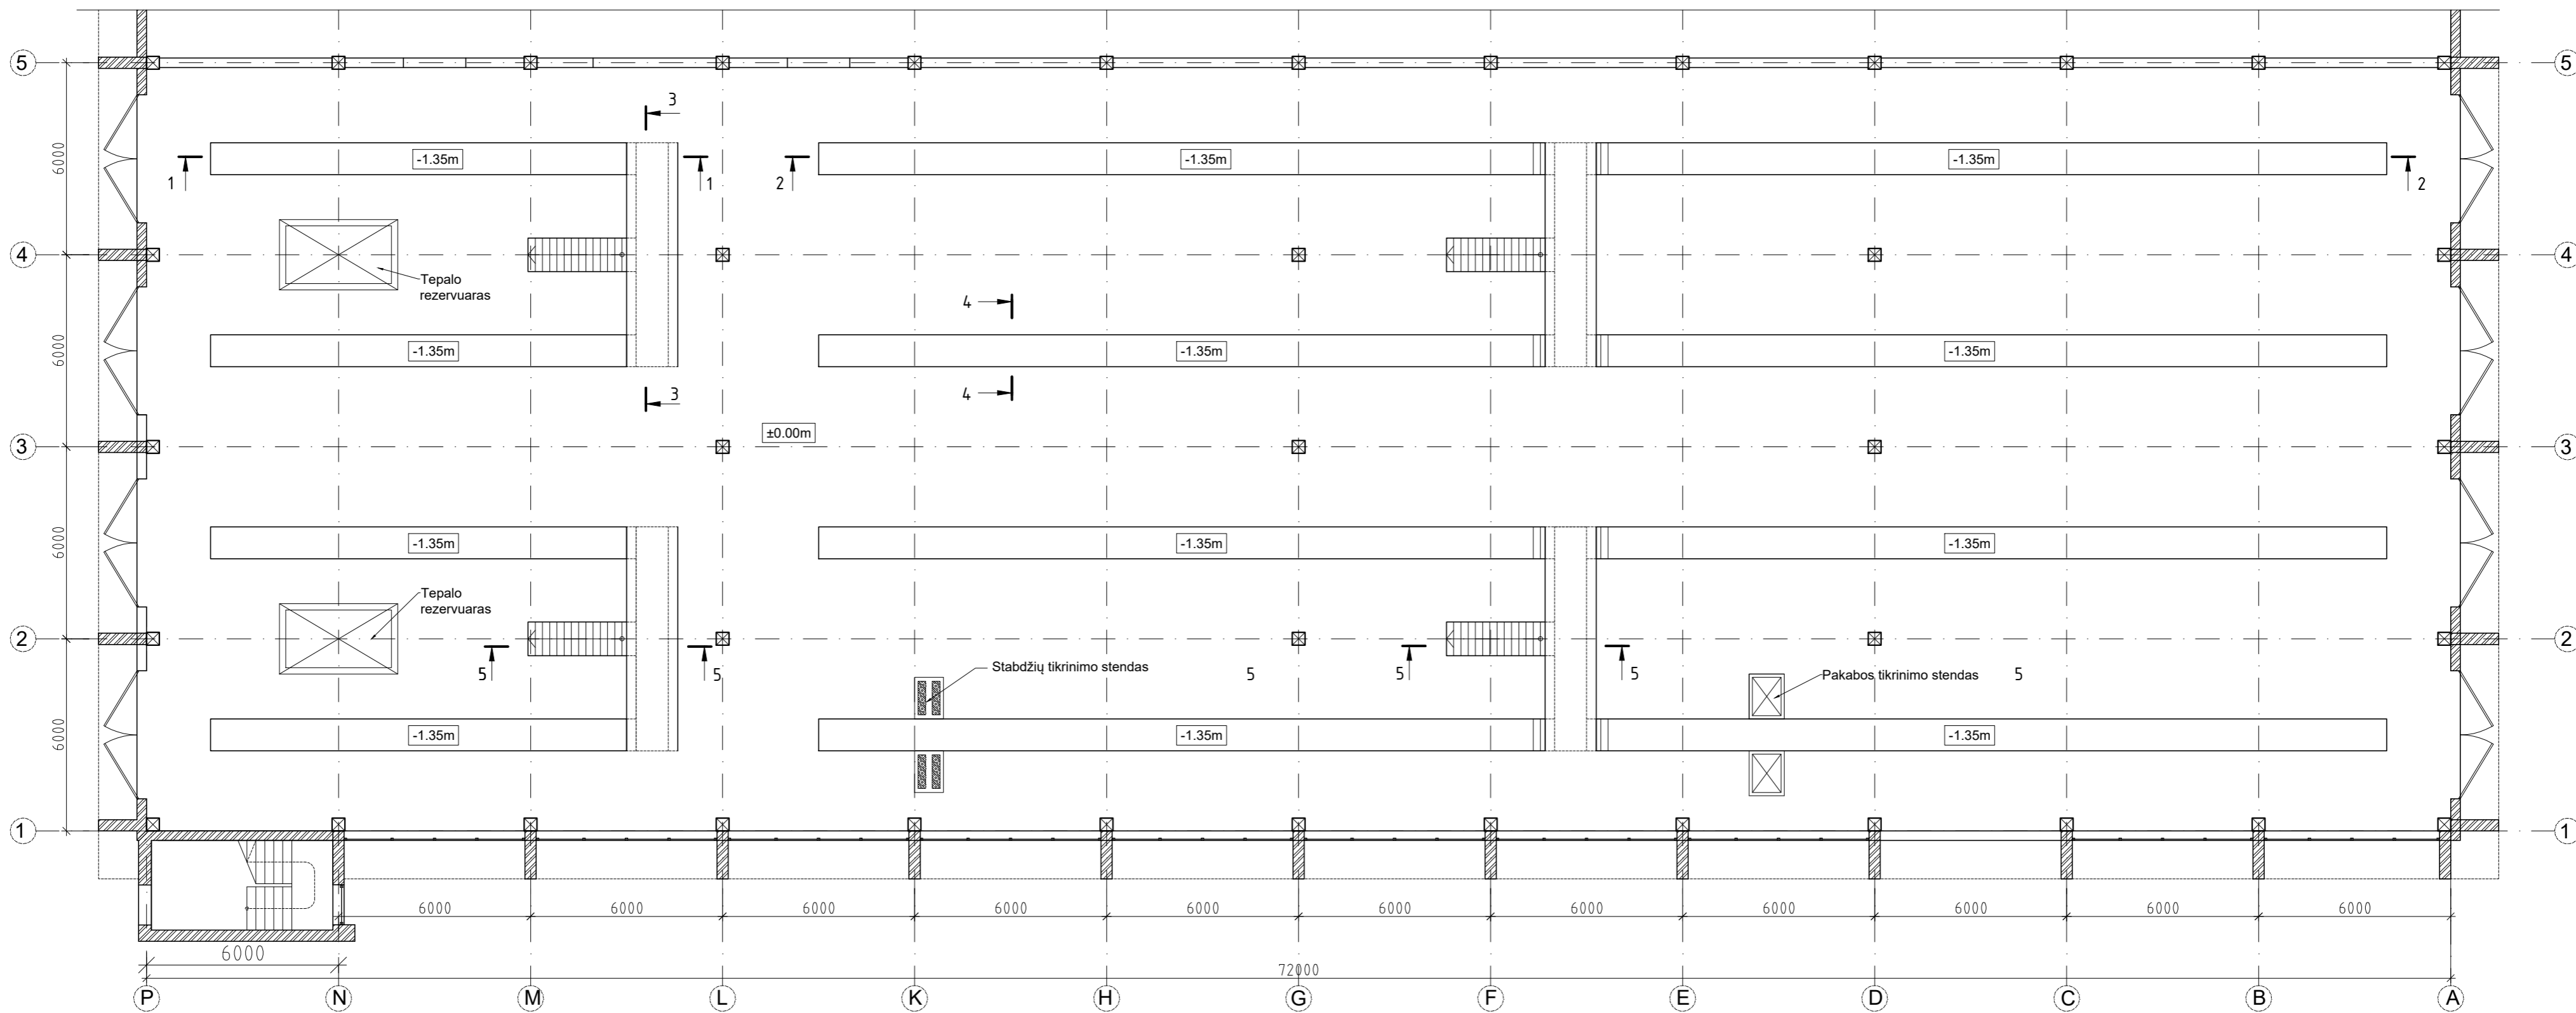 5
5
3
6000
-1.35m
-1.35m
-1.35m
1
1
2
2
4
4
Tepalo
rezervuaras
4
6000
-1.35m
-1.35m
-1.35m
4
3
±0.00m
3
3
6000
-1.35m
-1.35m
-1.35m
Tepalo
rezervuaras
2
2
Stabdžių tikrinimo stendas
5
5
5
5
5
Pakabos tikrinimo stendas
5
6000
-1.35m
-1.35m
-1.35m
1
1
6000
6000
6000
6000
6000
6000
6000
6000
6000
6000
6000
6000
72000
P
N
M
L
K
H
G
F
E
D
C
B
A